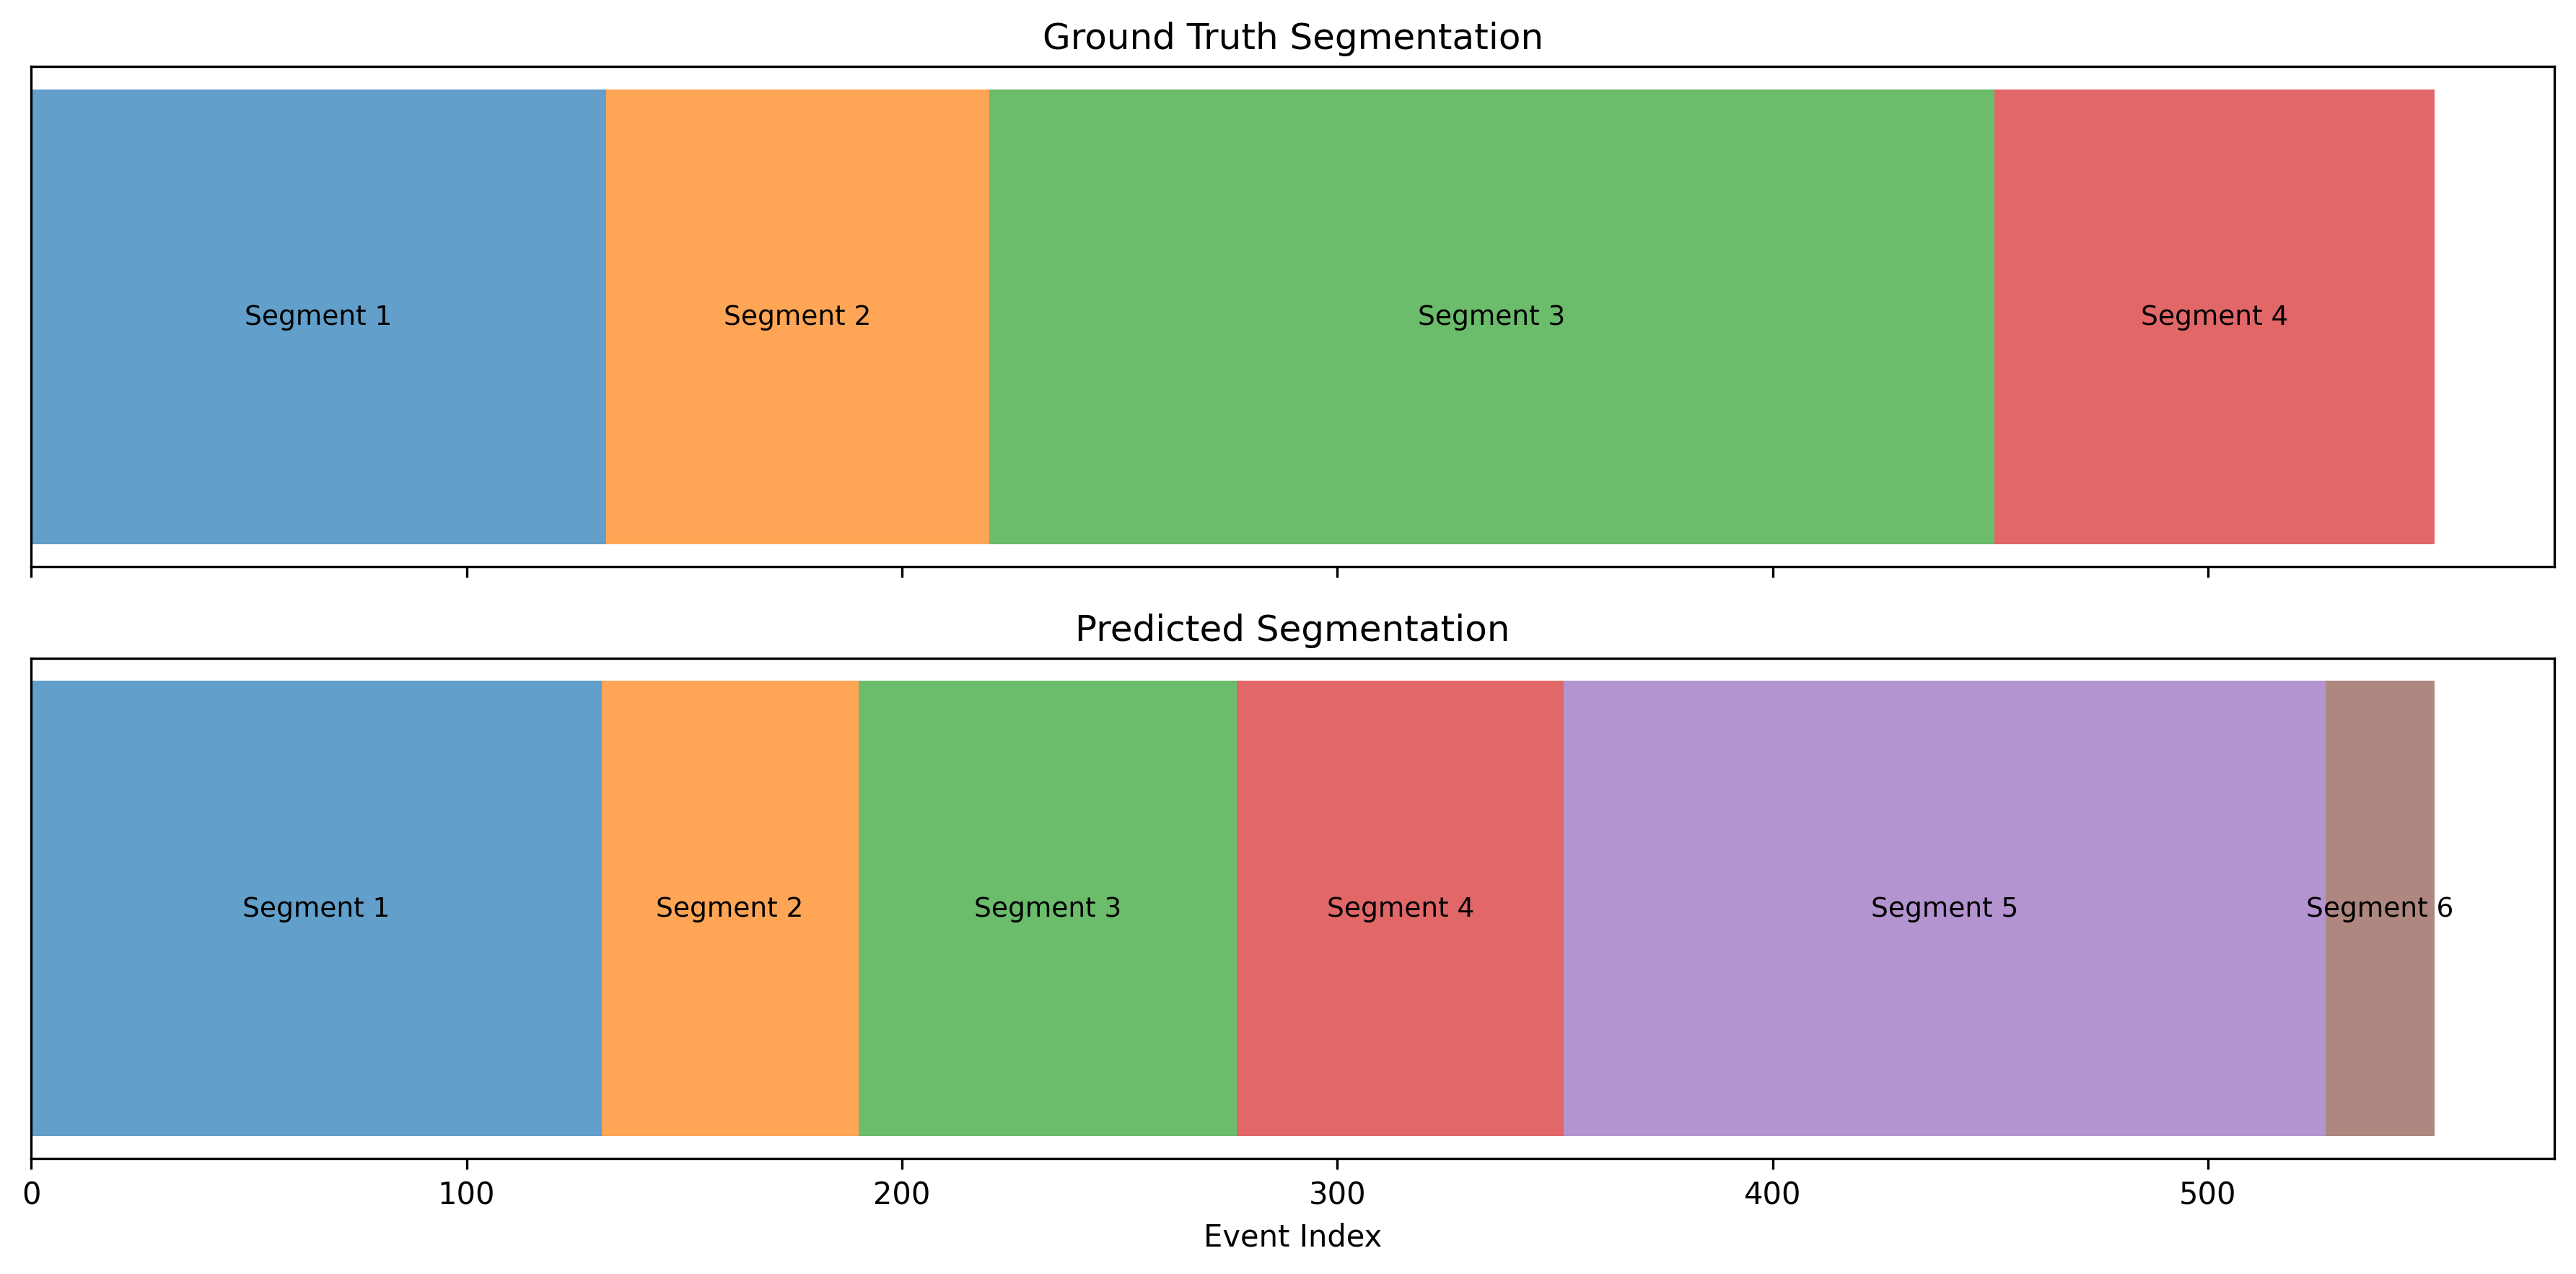 Ground Truth Segmentation
Segment 1 Segment 2 Segment 3 Segment 4
Predicted Segmentation
Segment 1 Segment 2 Segment 3 Segment 4 Segment 5 Segment 6
0 100 200 300 400 500
Event Index